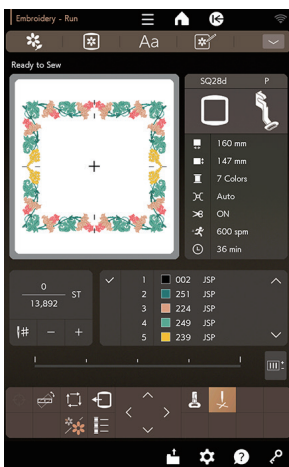 Embroidery - Run
Aa
Ready to Sew
SQ28d P
160 mm
147 mm
7 Colors
Auto
ON
600 spm
36 min
0
13,892
ST
1 002 JSP
2 251 JSP
3 224 JSP
4 249 JSP
5 239 JSP
# - +
?